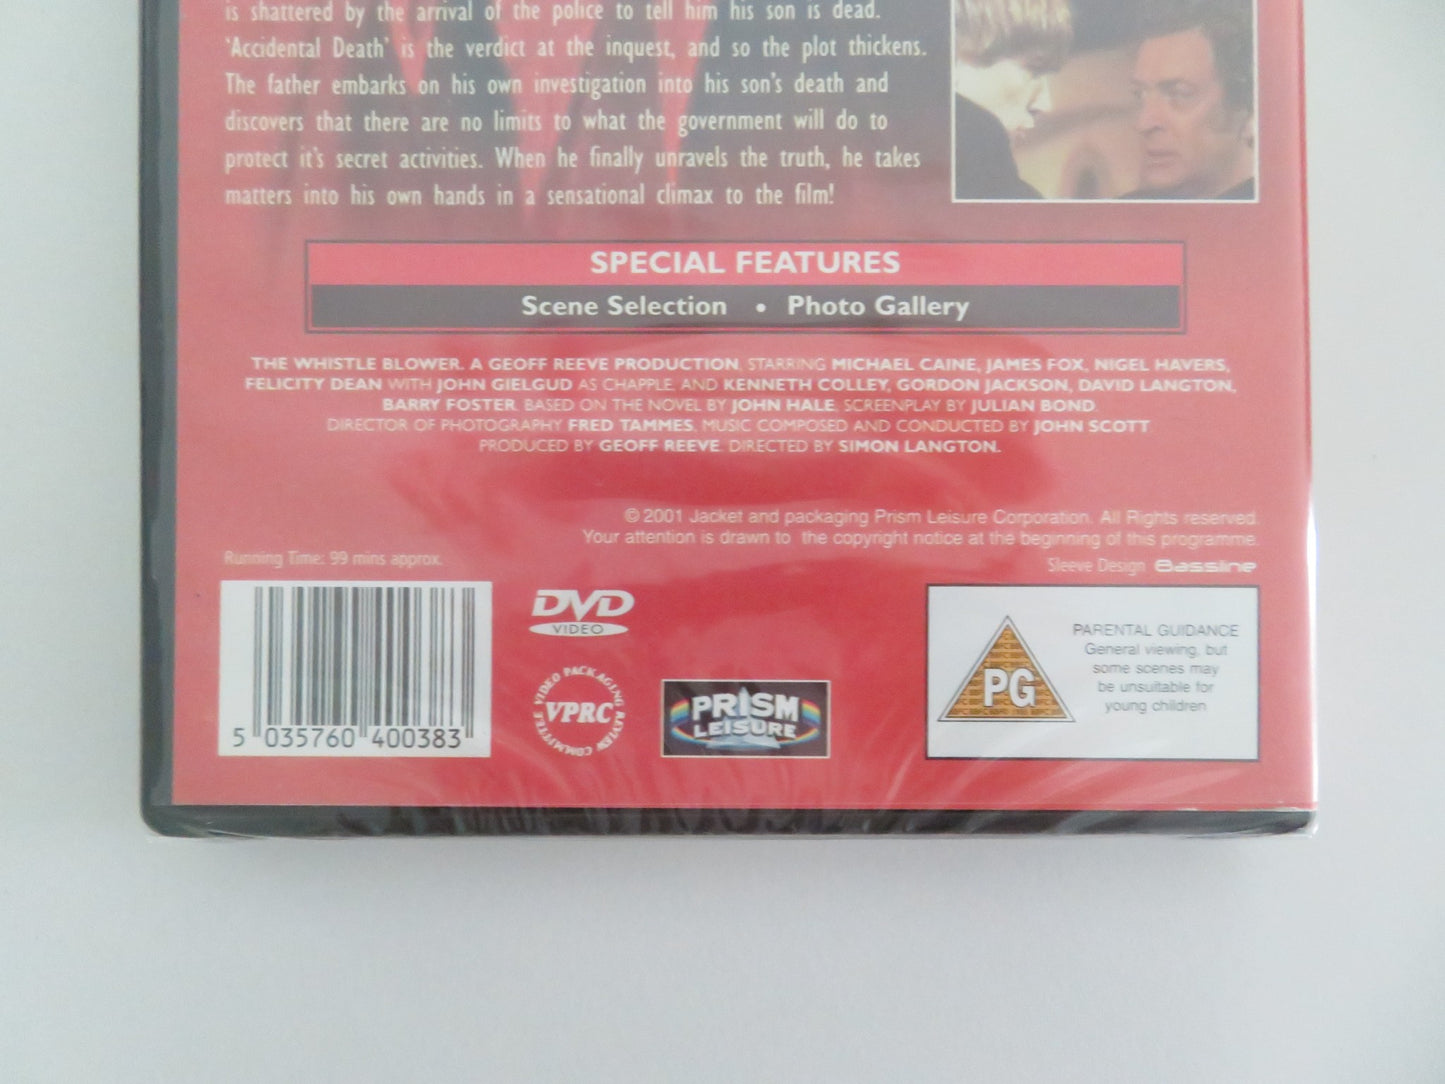 is shattered by the arrival of the police to tell him his son is dead.
'Accidental Death' is the verdict at the inquest, and so the plot thickens.
The father embarks on his own investigation into his son's death and
discovers that there are no limits to what the government will do to
protect it's secret activities. When he finally unravels the truth, he takes
matters into his own hands in a sensational climax to the film!
SPECIAL FEATURES
Scene Selection • Photo Gallery
THE WHISTLE BLOWER. A GEOFF REEVE PRODUCTION, STARRING MICHAEL CAINE, JAMES FOX, NIGEL HAVERS,
FELICITY DEAN WITH JOHN GIELGUD AS CHAPPLE, AND KENNETH COLLEY, GORDON JACKSON, DAVID LANGTON,
BARRY FOSTER. BASED ON THE NOVEL BY JOHN HALE, SCREENPLAY BY JULIAN BOND.
DIRECTOR OF PHOTOGRAPHY FRED TAMMES, MUSIC COMPOSED AND CONDUCTED BY JOHN SCOTT.
PRODUCED BY GEOFF REEVE. DIRECTED BY SIMON LANGTON.
© 2001 Jacket and packaging Prism Leisure Corporation. All Rights reserved.
Your attention is drawn to the copyright notice at the beginning of this programme.
Running Time: 99 mins approx.
Sleeve Design Bassline
5 035760 400383
DVD
VIDEO
VIDEO PACKAGING REVIEW COMMITTEE
VPRC
PRISM
LEISURE
PG
PARENTAL GUIDANCE
General viewing, but
some scenes may
be unsuitable for
young children